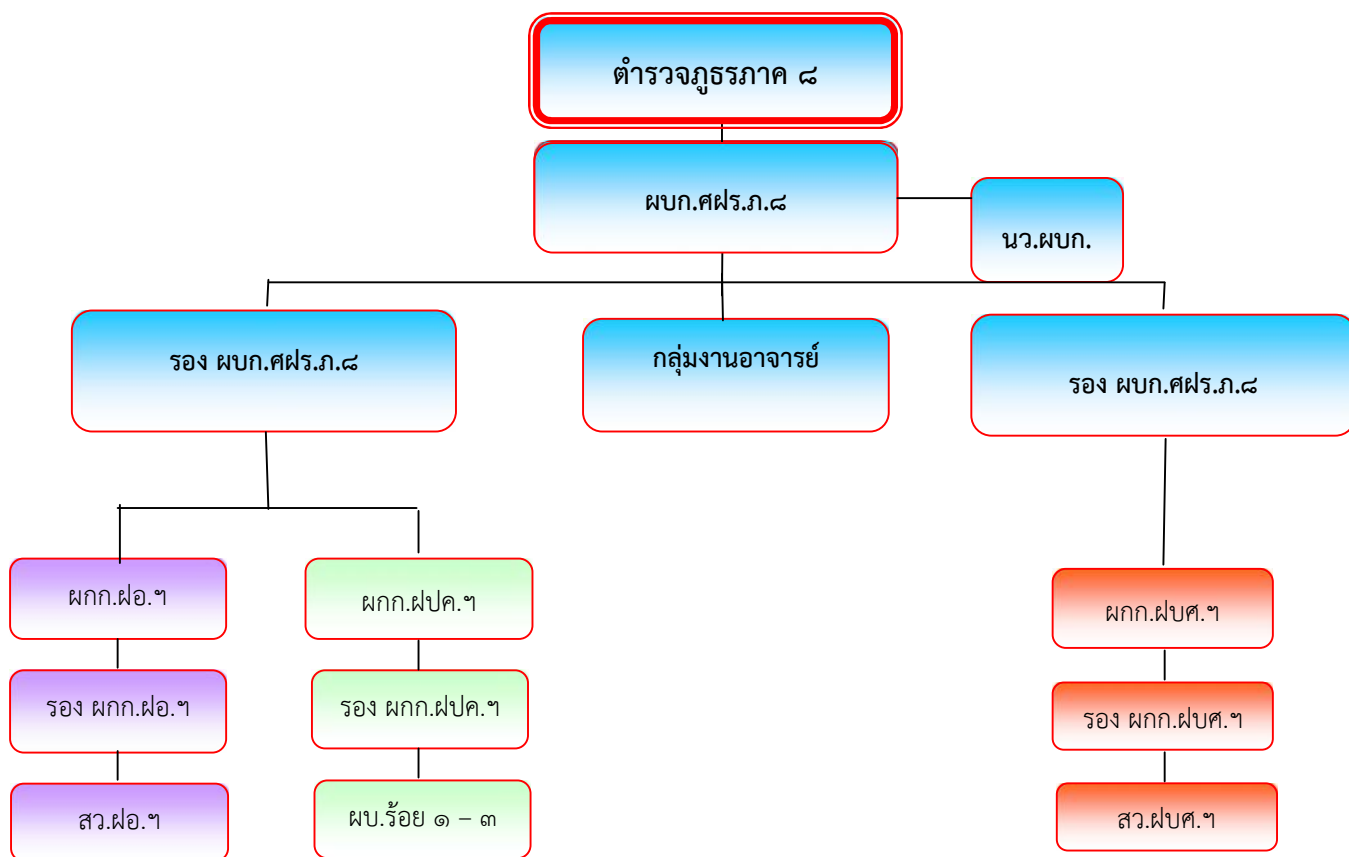 ตำรวจภูธรภาค ๘
ผบก.ศฝร.ภ.๘
นว.ผบก.
รอง ผบก.ศฝร.ภ.๘
กลุ่มงานอาจารย์
รอง ผบก.ศฝร.ภ.๘
ผกก.ฝอ.ฯ
ผกก.ฝปค.ฯ
ผกก.ฝบศ.ฯ
รอง ผกก.ฝอ.ฯ
รอง ผกก.ฝปค.ฯ
รอง ผกก.ฝบศ.ฯ
สว.ฝอ.ฯ
ผบ.ร้อย ๑ – ๓
สว.ฝบศ.ฯ